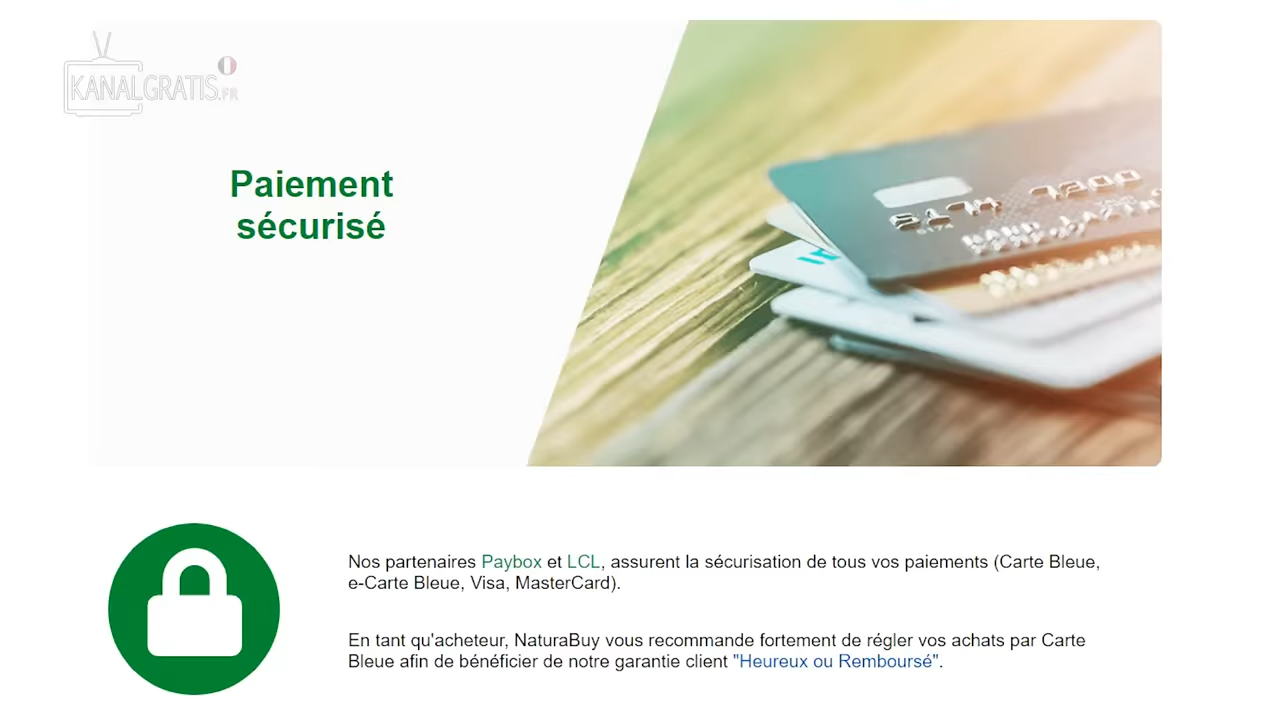 KANALGRATIS.FR
Paiement
sécurisé
5174 7200
Nos partenaires Paybox et LCL, assurent la sécurisation de tous vos paiements (Carte Bleue,
e-Carte Bleue, Visa, MasterCard).
En tant qu'acheteur, NaturaBuy vous recommande fortement de régler vos achats par Carte
Bleue afin de bénéficier de notre garantie client "Heureux ou Remboursé".